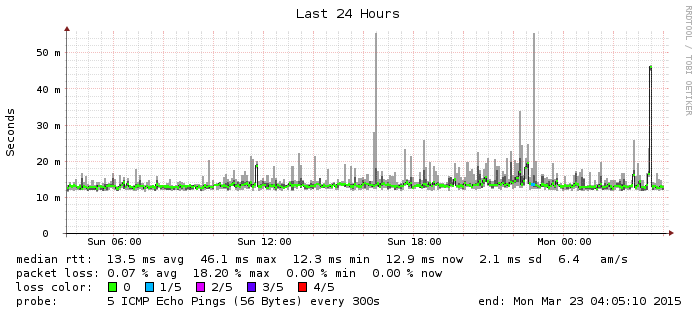 Last 24 Hours
RRDTOOL / TOBI OETIKER
Seconds
50 m
40 m
30 m
20 m
10 m
0
Sun 06:00 Sun 12:00 Sun 18:00 Mon 00:00
median rtt: 13.5 ms avg 46.1 ms max 12.3 ms min 12.9 ms now 2.1 ms sd 6.4 am/s
packet loss: 0.07 % avg 18.20 % max 0.00 % min 0.00 % now
loss color: 0 1/5 2/5 3/5 4/5
probe: 5 ICMP Echo Pings (56 Bytes) every 300s end: Mon Mar 23 04:05:10 2015